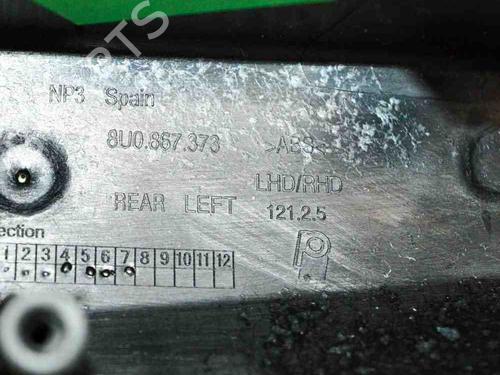 PARTS
NP3 Spain
8U0.867.373 >ABS<
REAR LEFT LHD/RHD
121.2.5
ection
1 2 3 4 5 6 7 8 9 10 11 12